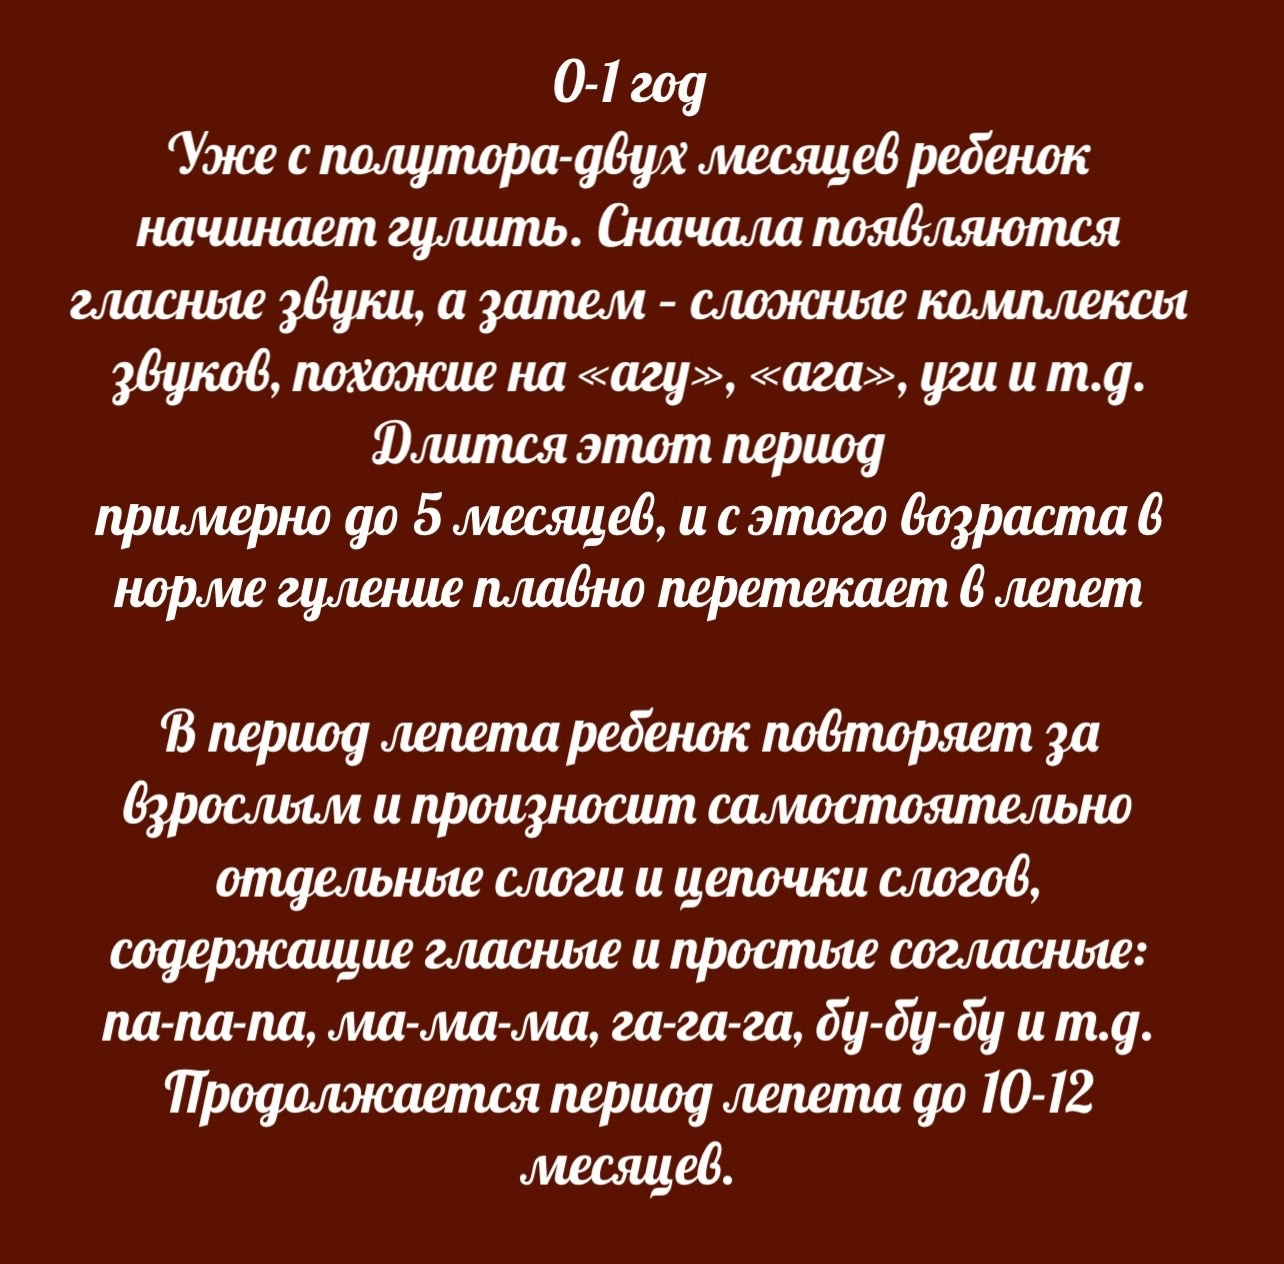 0-1 год
Уже с полутора-двух месяцев ребенок
начинает гулить. Сначала появляются
гласные звуки, а затем - сложные комплексы
звуков, похожие на «агу», «ага», уги и т.д.
Длится этот период
примерно до 5 месяцев, и с этого возраста в
норме гуление плавно перетекает в лепет
В период лепета ребенок повторяет за
взрослым и произносит самостоятельно
отдельные слоги и цепочки слогов,
содержащие гласные и простые согласные:
па-па-па, ма-ма-ма, га-га-га, бу-бу-бу и т.д.
Продолжается период лепета до 10-12
месяцев.